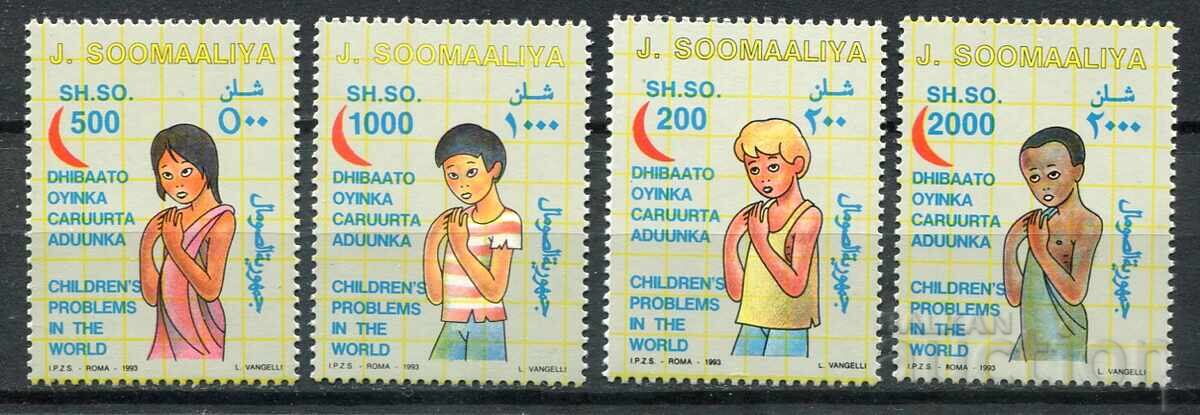 J. SOOMAALIYA
SH.SO. شلن
500 ٥٠٠
DHIBAATO
OYINKA
CARUURTA
ADUUNKA
جمهورية الصومال
CHILDREN'S
PROBLEMS
IN THE
WORLD
I.P.Z.S. - ROMA - 1993 L. VANGELLI
J. SOOMAALIYA
SH.SO. شلن
1000 ١٠٠٠
DHIBAATO
OYINKA
CARUURTA
ADUUNKA
جمهورية الصومال
CHILDREN'S
PROBLEMS
IN THE
WORLD
I.P.Z.S. - ROMA - 1993 L. VANGELLI
J. SOOMAALIYA
SH.SO. شلن
200 ٢٠٠
DHIBAATO
OYINKA
CARUURTA
ADUUNKA
جمهورية الصومال
CHILDREN'S
PROBLEMS
IN THE
WORLD
I.P.Z.S. - ROMA - 1993 L. VANGELLI
J. SOOMAALIYA
SH.SO. شلن
2000 ٢٠٠٠
DHIBAATO
OYINKA
CARUURTA
ADUUNKA
جمهورية الصومال
CHILDREN'S
PROBLEMS
IN THE
WORLD
I.P.Z.S. - ROMA - 1993 L. VANGELLI
BALKAN
auction